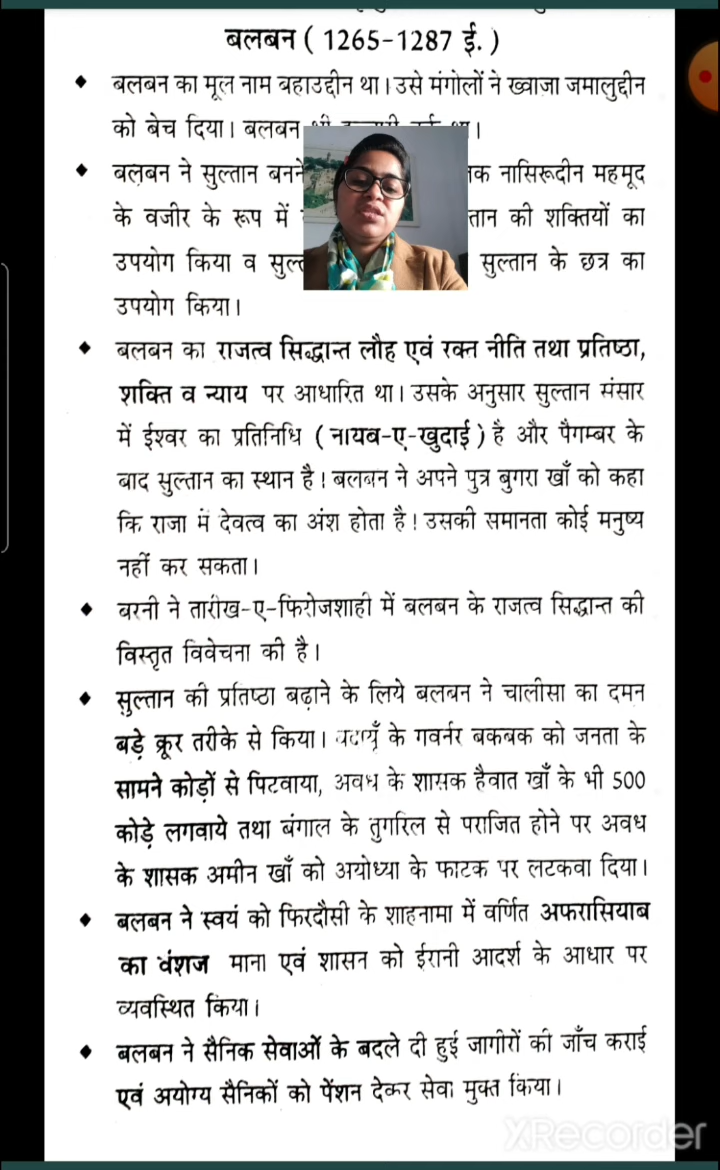 बलबन ( 1265-1287 ई. )
♦ बलबन का मूल नाम बहाउद्दीन था। उसे मंगोलों ने ख्वाजा जमालुद्दीन
को बेच दिया। बलबन
♦ बलबन ने सुल्तान बनने नासिरूदीन महमूद
के वजीर के रूप में की शक्तियों का
उपयोग किया व सुल्तान के छत्र का
उपयोग किया।
♦ बलबन का राजत्व सिद्धान्त लौह एवं रक्त नीति तथा प्रतिष्ठा,
शक्ति व न्याय पर आधारित था। उसके अनुसार सुल्तान संसार
में ईश्वर का प्रतिनिधि ( नायब-ए-खुदाई ) है और पैगम्बर के
बाद सुल्तान का स्थान है। बलबन ने अपने पुत्र बुगरा खाँ को कहा
कि राजा में देवत्व का अंश होता है। उसकी समानता कोई मनुष्य
नहीं कर सकता।
♦ बरनी ने तारीख-ए-फिरोजशाही में बलबन के राजत्व सिद्धान्त की
विस्तृत विवेचना की है।
♦ सुल्तान की प्रतिष्ठा बढ़ाने के लिये बलबन ने चालीसा का दमन
बड़े क्रूर तरीके से किया। बदायूँ के गवर्नर बकबक को जनता के
सामने कोड़ों से पिटवाया, अवध के शासक हैवात खाँ के भी 500
कोड़े लगवाये तथा बंगाल के तुगरिल से पराजित होने पर अवध
के शासक अमीन खाँ को अयोध्या के फाटक पर लटकवा दिया।
♦ बलबन ने स्वयं को फिरदौसी के शाहनामा में वर्णित अफरासियाब
का वंशज माना एवं शासन को ईरानी आदर्श के आधार पर
व्यवस्थित किया।
♦ बलबन ने सैनिक सेवाओं के बदले दी हुई जागीरों की जाँच कराई
एवं अयोग्य सैनिकों को पेंशन देकर सेवा मुक्त किया।
XRecorder